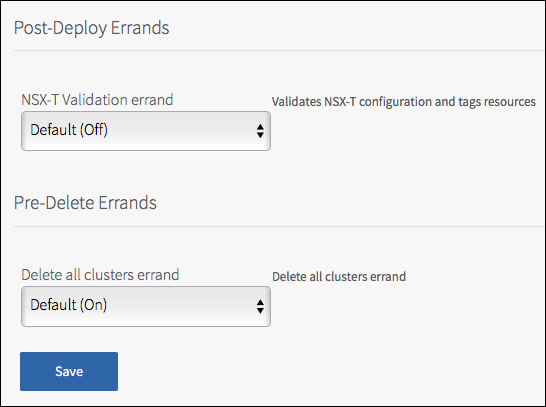 Post-Deploy Errands
NSX-T Validation errand
Validates NSX-T configuration and tags resources
Default (Off)
Pre-Delete Errands
Delete all clusters errand
Delete all clusters errand
Default (On)
Save